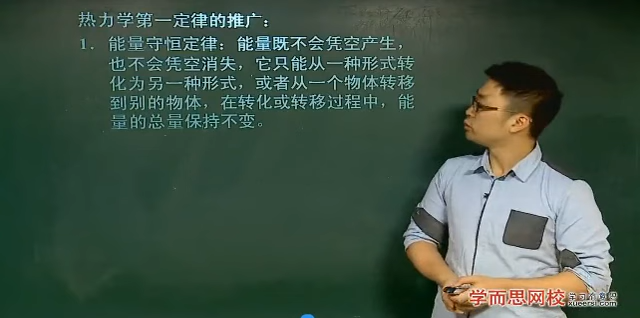 热力学第一定律的推广：
1．能量守恒定律：能量既不会凭空产生，
也不会凭空消失，它只能从一种形式转
化为另一种形式，或者从一个物体转移
到别的物体，在转化或转移过程中，能
量的总量保持不变。
学而思网校
xueersi.com